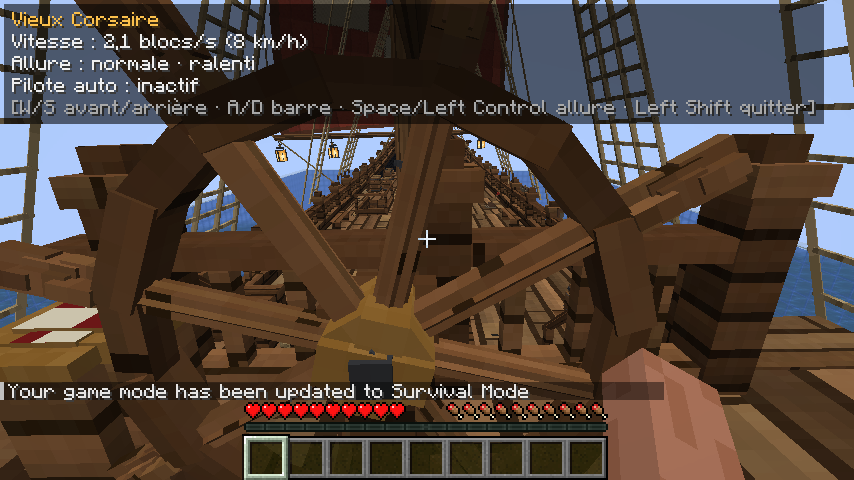 Vieux Corsaire
Vitesse : 2,1 blocs/s (8 km/h)
Allure : normale · ralenti
Pilote auto : inactif
[W/S avant/arrière · A/D barre · Space/Left Control allure · Left Shift quitter]
Your game mode has been updated to Survival Mode